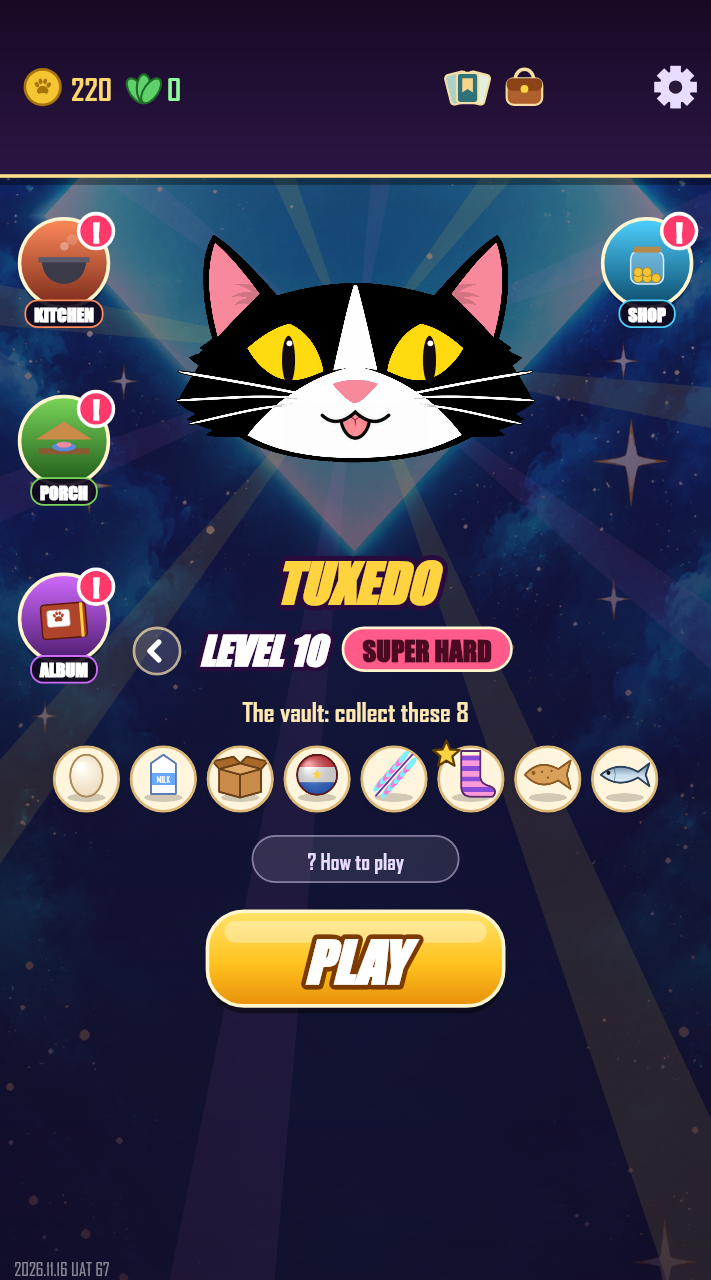 220
0
KITCHEN
SHOP
PORCH
ALBUM
TUXEDO
LEVEL 10
SUPER HARD
The vault: collect these 8
MILK
? How to play
PLAY
2026.11.16 UAT 67